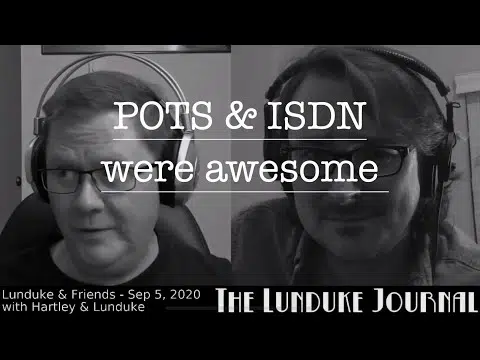 POTS & ISDN
were awesome
Lunduke & Friends - Sep 5, 2020
with Hartley & Lunduke
THE LUNDUKE JOURNAL